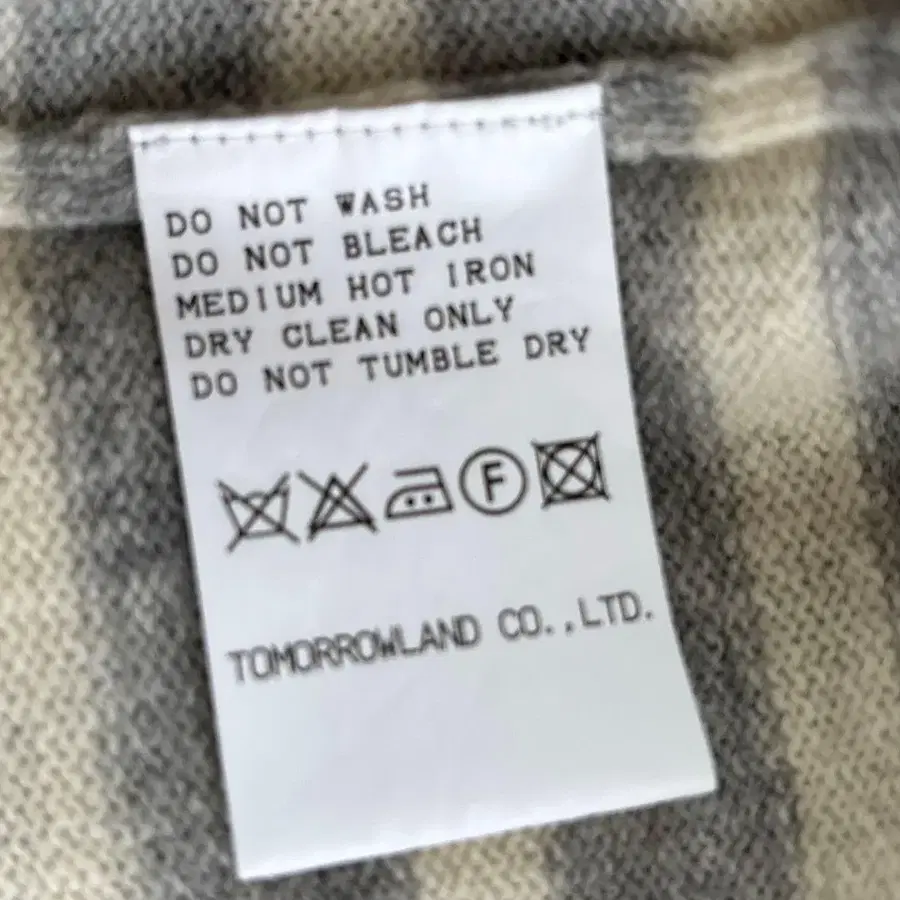 DO NOT WASH
DO NOT BLEACH
MEDIUM HOT IRON
DRY CLEAN ONLY
DO NOT TUMBLE DRY
F
TOMORROWLAND CO.,LTD.